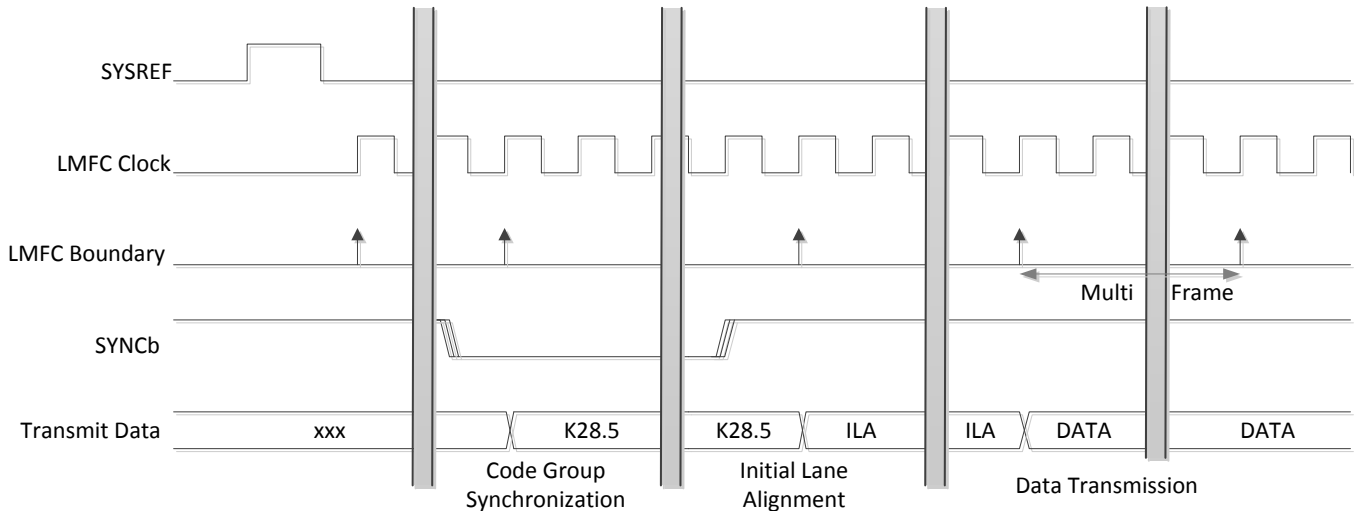 SYSREF
LMFC Clock
LMFC Boundary
Multi Frame
SYNCb
Transmit Data xxx K28.5 K28.5 ILA ILA DATA DATA
Code Group
Synchronization
Initial Lane
Alignment
Data Transmission